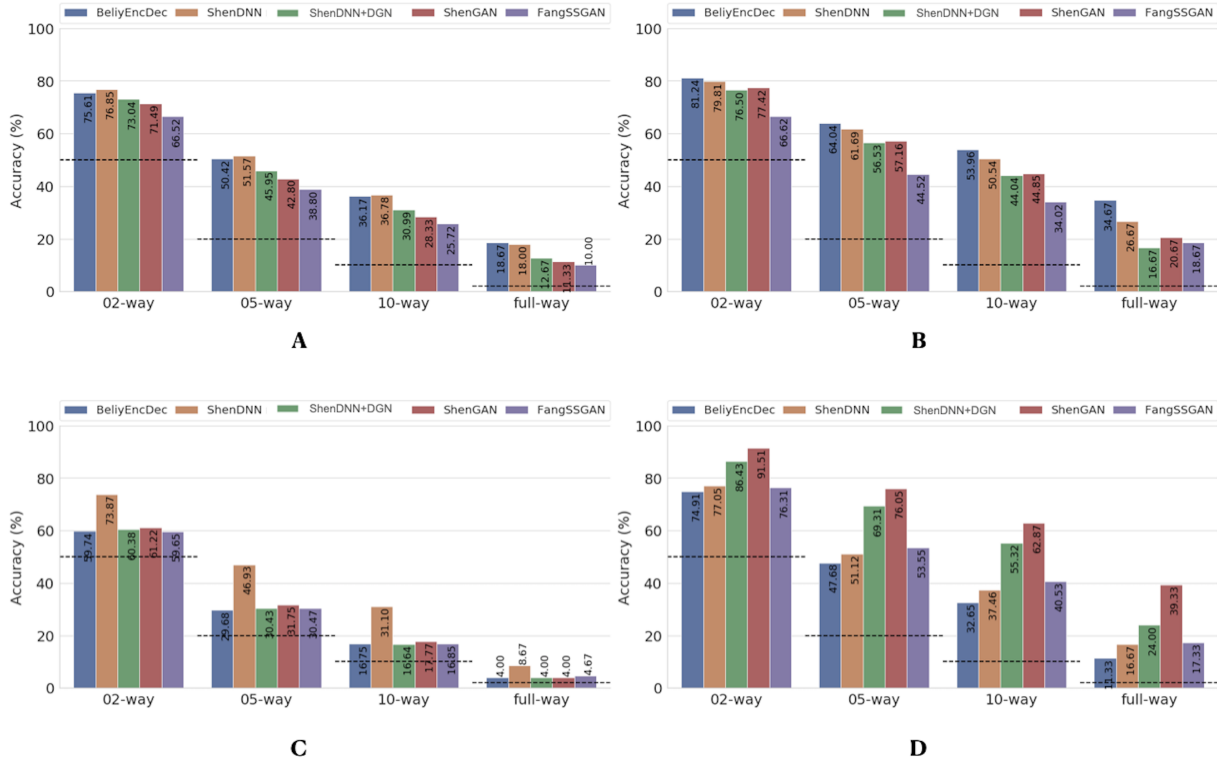 BeliyEncDec ShenDNN ShenDNN+DGN ShenGAN FangSSGAN
Accuracy (%)
100
80
60
40
20
0
75.61 76.85 73.04 71.49 66.52
50.42 51.57 45.95 42.80 38.80
36.17 36.78 30.99 28.33 25.72
18.67 18.00 12.67 11.33 10.00
02-way 05-way 10-way full-way
A
BeliyEncDec ShenDNN ShenDNN+DGN ShenGAN FangSSGAN
Accuracy (%)
100
80
60
40
20
0
81.24 79.81 76.50 77.42 66.62
64.04 61.69 56.53 57.16 44.52
53.96 50.54 44.04 44.85 34.02
34.67 26.67 16.67 20.67 18.67
02-way 05-way 10-way full-way
B
BeliyEncDec ShenDNN ShenDNN+DGN ShenGAN FangSSGAN
Accuracy (%)
100
80
60
40
20
0
59.74 73.87 60.38 61.22 59.65
29.68 46.93 30.43 31.75 30.47
16.75 31.10 16.64 17.77 16.85
4.00 8.67 4.00 4.00 4.67
02-way 05-way 10-way full-way
C
BeliyEncDec ShenDNN ShenDNN+DGN ShenGAN FangSSGAN
Accuracy (%)
100
80
60
40
20
0
74.91 77.05 86.43 91.51 76.31
47.68 51.12 69.31 76.05 53.55
32.65 37.46 55.32 62.87 40.53
11.33 16.67 24.00 39.33 17.33
02-way 05-way 10-way full-way
D